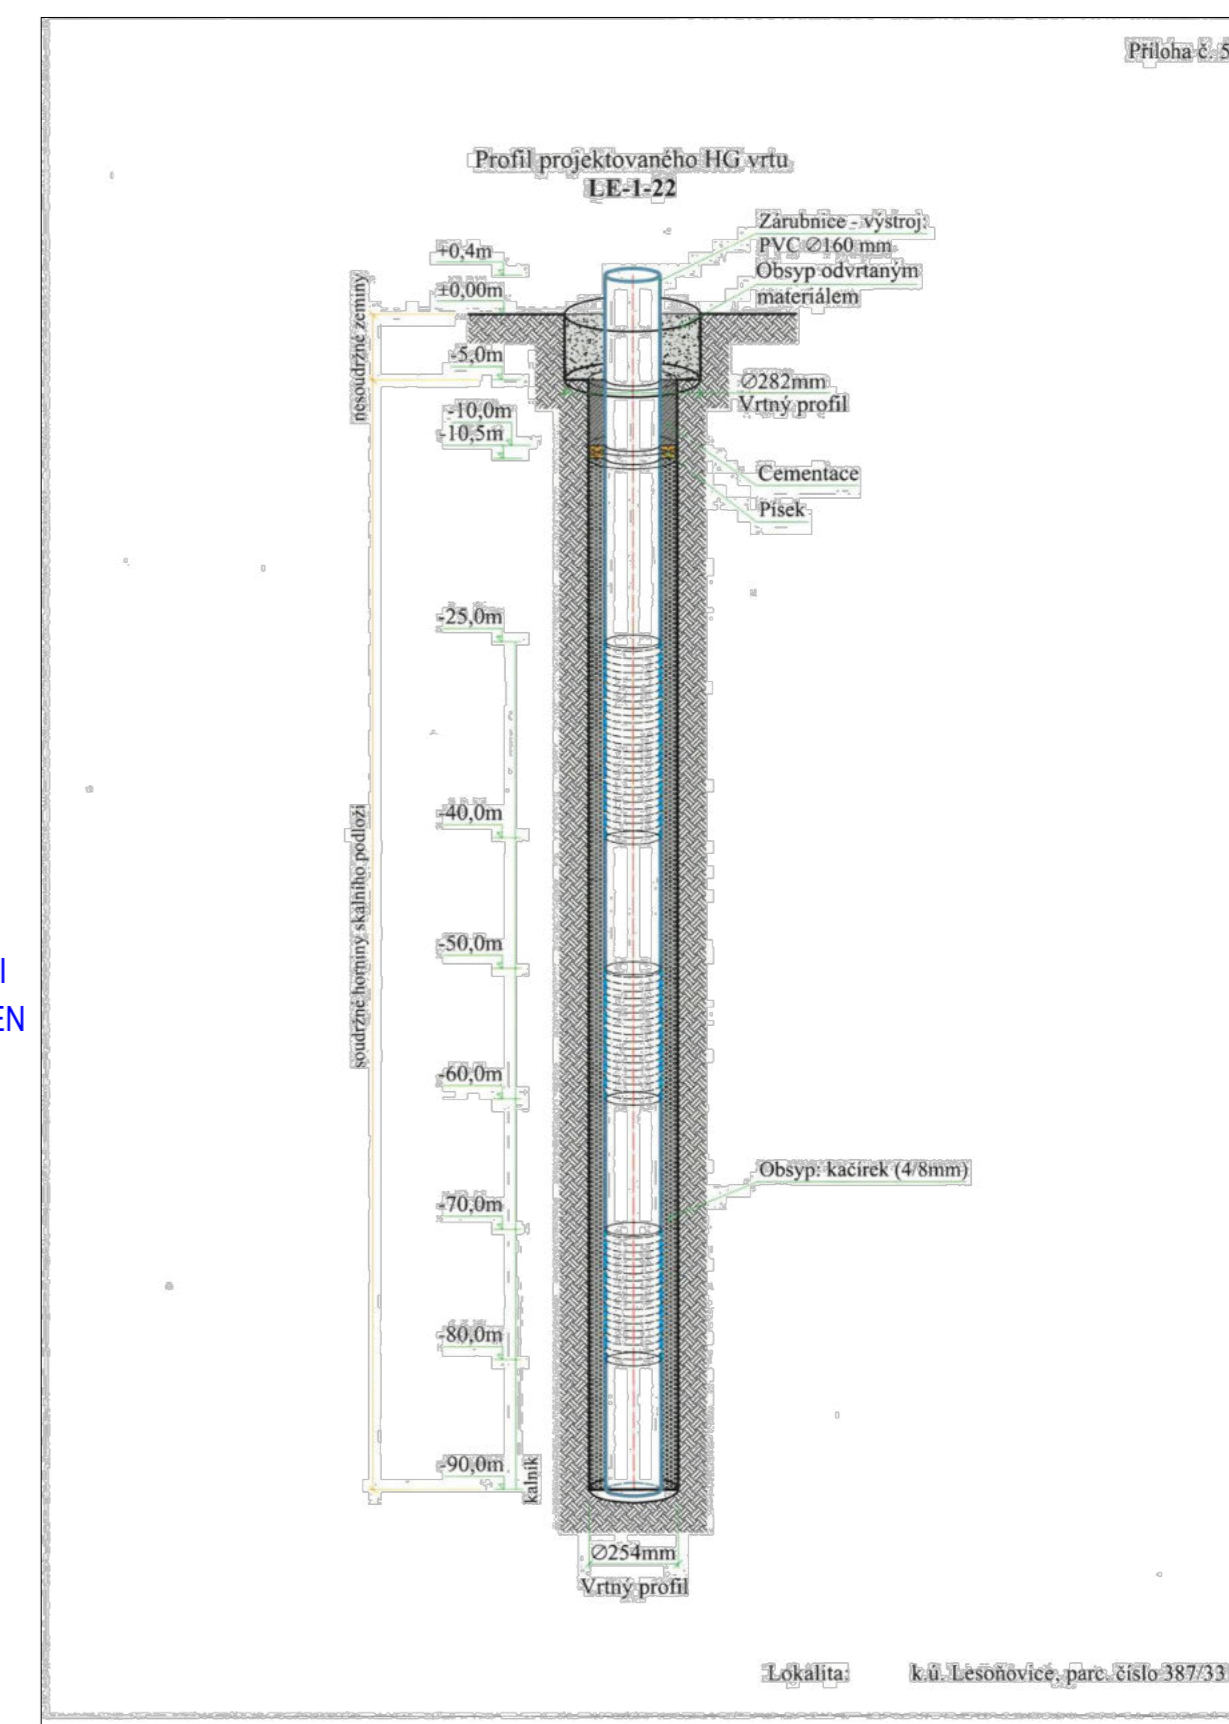 Příloha č. 5
Profil projektovaného HG vrtu
LE-1-22
Zárubnice - výstroj:
PVC ∅160 mm
Obsyp odvrtaným
materiálem
+0,4m
±0,00m
nesoudržné zeminy
-5,0m
∅282mm
Vrtný profil
-10,0m
-10,5m
Cementace
Písek
-25,0m
-40,0m
soudržné horniny skalního podloží
-50,0m
I
EN
-60,0m
Obsyp: kačírek (4/8mm)
-70,0m
-80,0m
-90,0m
kalník
∅254mm
Vrtný profil
Lokalita: k.ú. Lesoňovice, parc. číslo 387/33